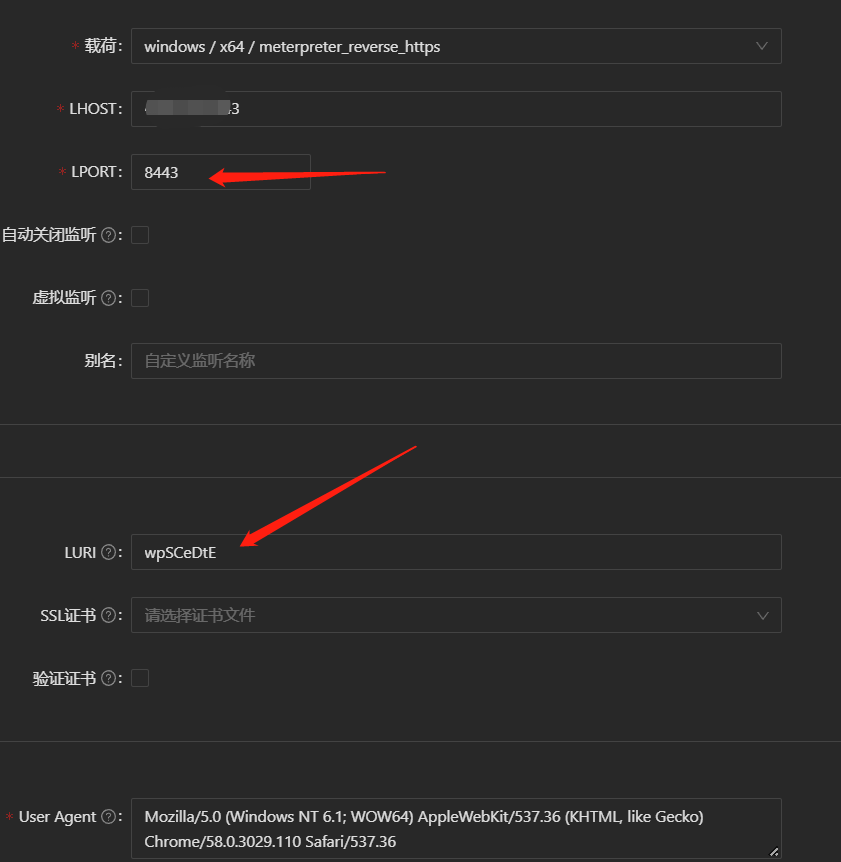 * 载荷: windows / x64 / meterpreter_reverse_https
* LHOST: 3
* LPORT: 8443
自动关闭监听 ? :
虚拟监听 ? :
别名: 自定义监听名称
LURI ? : wpSCeDtE
SSL证书 ? : 请选择证书文件
验证证书 ? :
* User Agent ? : Mozilla/5.0 (Windows NT 6.1; WOW64) AppleWebKit/537.36 (KHTML, like Gecko)
Chrome/58.0.3029.110 Safari/537.36